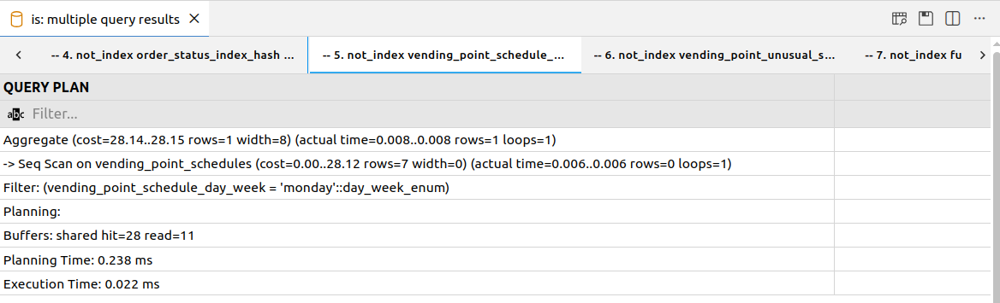 is: multiple query results
-- 4. not_index order_status_index_hash ...
-- 5. not_index vending_point_schedule_...
-- 6. not_index vending_point_unusual_s...
-- 7. not_index fu
QUERY PLAN
abc Filter...
Aggregate (cost=28.14..28.15 rows=1 width=8) (actual time=0.008..0.008 rows=1 loops=1)
-> Seq Scan on vending_point_schedules (cost=0.00..28.12 rows=7 width=0) (actual time=0.006..0.006 rows=0 loops=1)
Filter: (vending_point_schedule_day_week = 'monday'::day_week_enum)
Planning:
Buffers: shared hit=28 read=11
Planning Time: 0.238 ms
Execution Time: 0.022 ms